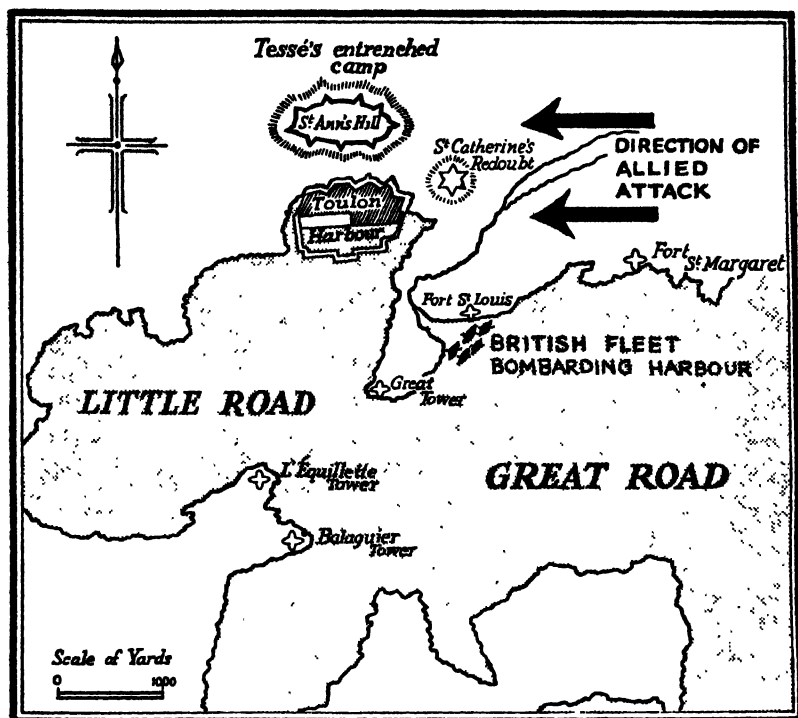 Tessé's entrenched
camp
St Ann's Hill
St Catherine's
Redoubt
DIRECTION OF
ALLIED
ATTACK
Toulon
Harbour
Fort
St Margaret
Fort St Louis
BRITISH FLEET
BOMBARDING HARBOUR
Great
Tower
LITTLE ROAD
GREAT ROAD
L'Équillette
Tower
Balaguier
Tower
Scale of Yards
0 1000